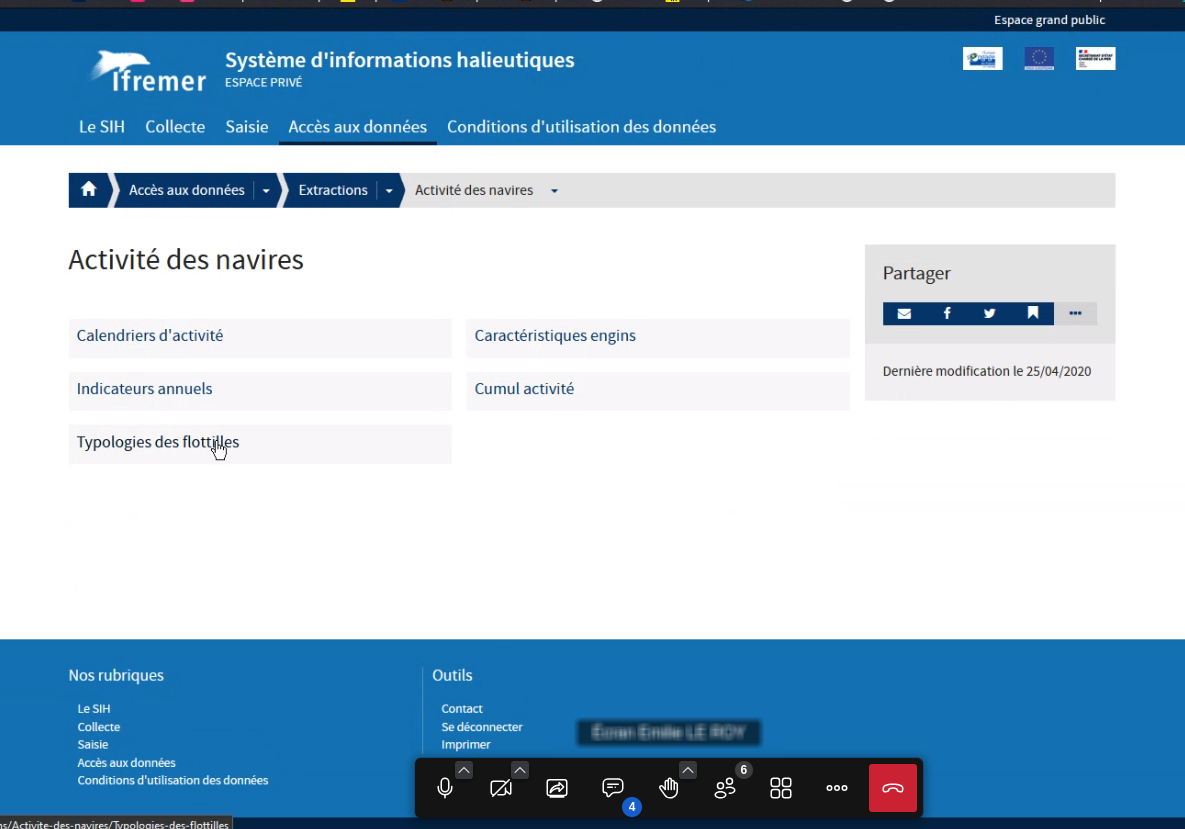 Espace grand public
Ifremer
Système d'informations halieutiques
ESPACE PRIVÉ
Le SIH Collecte Saisie Accès aux données Conditions d'utilisation des données
Accès aux données Extractions Activité des navires
Activité des navires
Partager
Calendriers d'activité Caractéristiques engins
Indicateurs annuels Cumul activité
Dernière modification le 25/04/2020
Typologies des flottilles
Nos rubriques
Le SIH
Collecte
Saisie
Accès aux données
Conditions d'utilisation des données
Outils
Contact
Se déconnecter
Imprimer
6
4
ns/Activite-des-navires/Typologies-des-flottilles